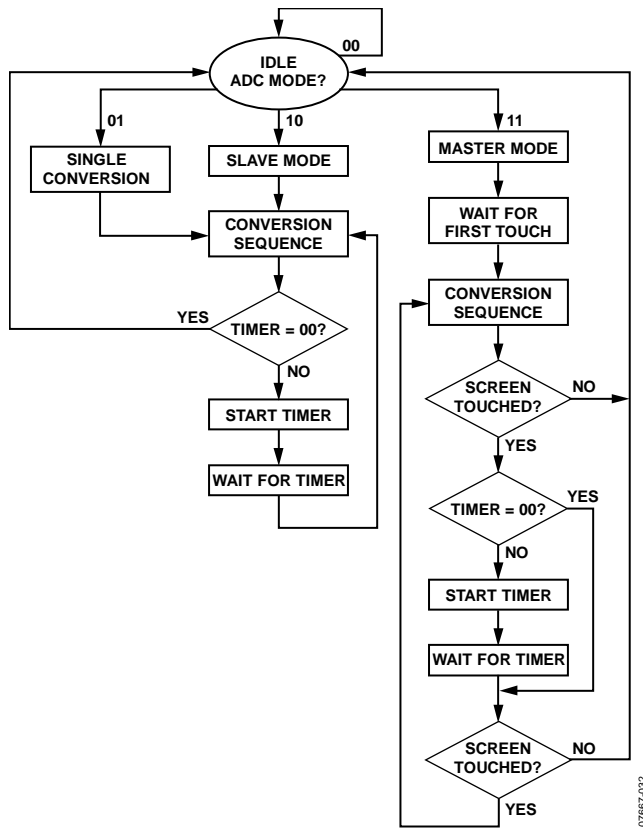 00
IDLE
ADC MODE?
01
10
11
SINGLE
CONVERSION
SLAVE MODE
MASTER MODE
CONVERSION
SEQUENCE
WAIT FOR
FIRST TOUCH
CONVERSION
SEQUENCE
YES
TIMER = 00?
NO
START TIMER
WAIT FOR TIMER
SCREEN
TOUCHED?
NO
YES
TIMER = 00?
YES
NO
START TIMER
WAIT FOR TIMER
SCREEN
TOUCHED?
NO
YES
07667-032